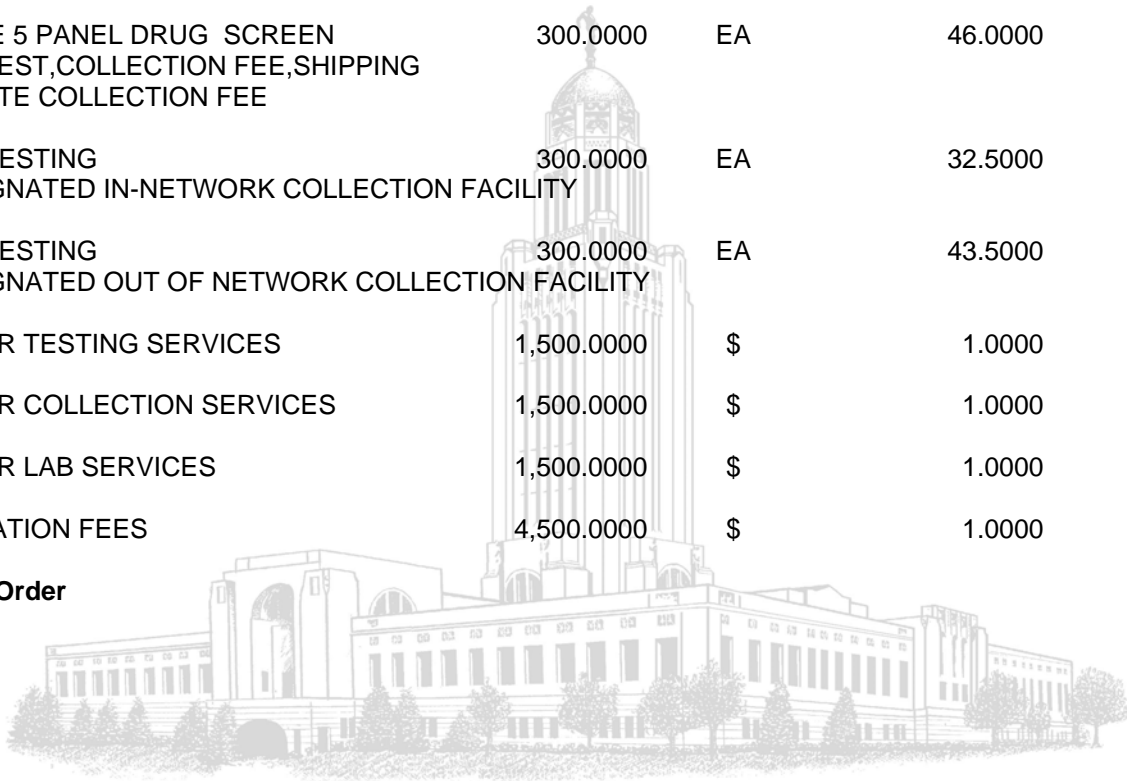 E 5 PANEL DRUG SCREEN 300.0000 EA 46.0000
EST,COLLECTION FEE,SHIPPING
TE COLLECTION FEE
ESTING 300.0000 EA 32.5000
GNATED IN-NETWORK COLLECTION FACILITY
ESTING 300.0000 EA 43.5000
GNATED OUT OF NETWORK COLLECTION FACILITY
R TESTING SERVICES 1,500.0000 $ 1.0000
R COLLECTION SERVICES 1,500.0000 $ 1.0000
R LAB SERVICES 1,500.0000 $ 1.0000
ATION FEES 4,500.0000 $ 1.0000
Order